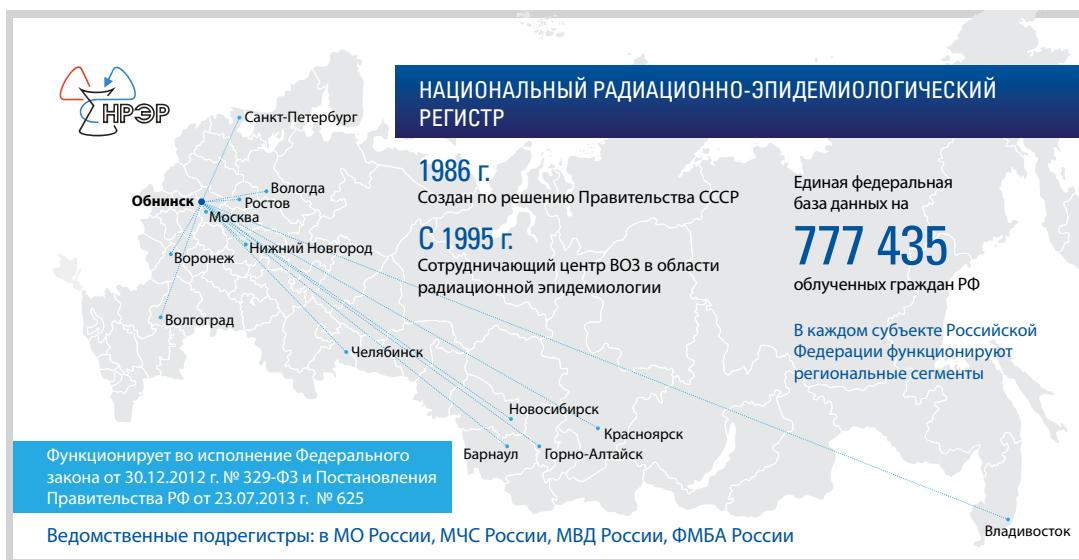 НРЭР
НАЦИОНАЛЬНЫЙ РАДИАЦИОННО-ЭПИДЕМИОЛОГИЧЕСКИЙ
РЕГИСТР
1986 г.
Создан по решению Правительства СССР
С 1995 г.
Сотрудничающий центр ВОЗ в области
радиационной эпидемиологии
Единая федеральная
база данных на
777 435
облученных граждан РФ
В каждом субъекте Российской
Федерации функционируют
региональные сегменты
Санкт-Петербург
Вологда
Обнинск
Ростов
Москва
Нижний Новгород
Воронеж
Волгоград
Челябинск
Новосибирск
Красноярск
Барнаул
Горно-Алтайск
Владивосток
Функционирует во исполнение Федерального
закона от 30.12.2012 г. № 329-ФЗ и Постановления
Правительства РФ от 23.07.2013 г. № 625
Ведомственные подрегистры: в МО России, МЧС России, МВД России, ФМБА России